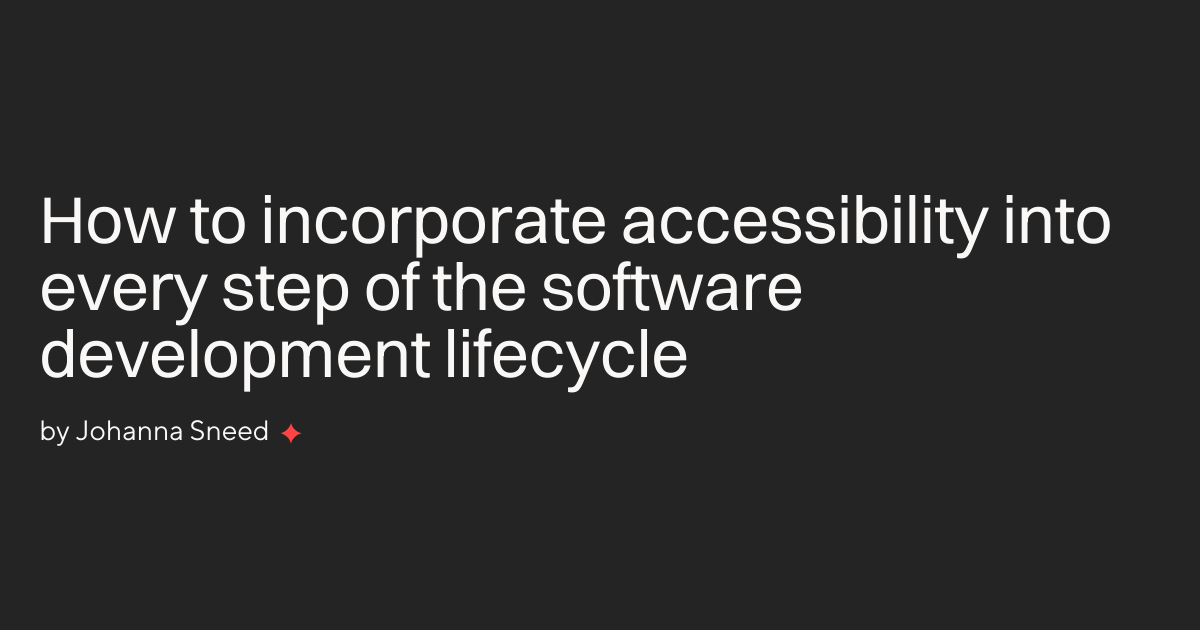 How to incorporate accessibility into
every step of the software
development lifecycle
by Johanna Sneed